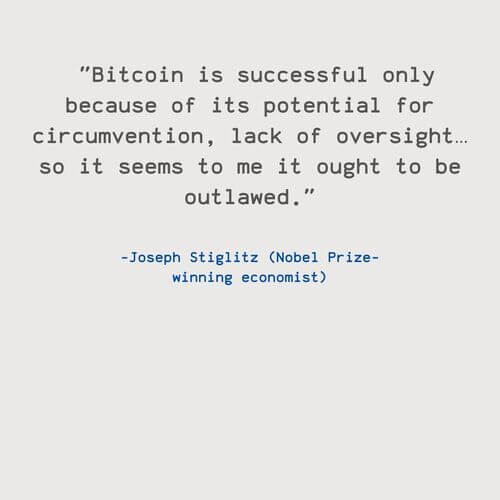 "Bitcoin is successful only
because of its potential for
circumvention, lack of oversight…
so it seems to me it ought to be
outlawed."
-Joseph Stiglitz (Nobel Prize-
winning economist)